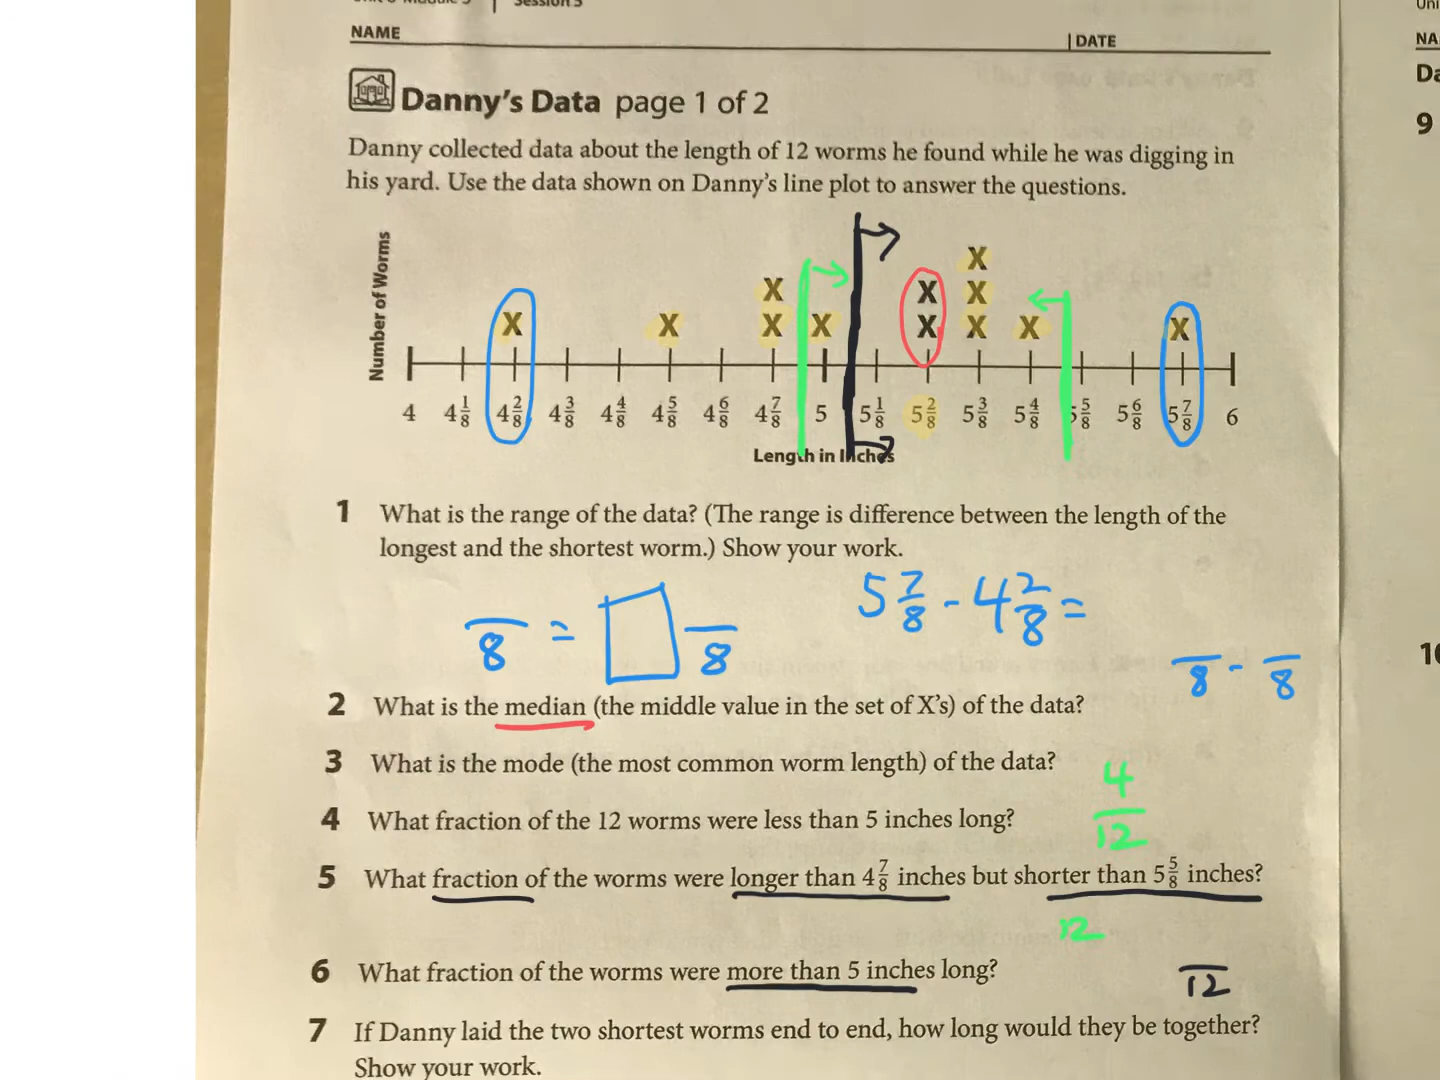 Session 3
NAME | DATE
Danny's Data page 1 of 2
Danny collected data about the length of 12 worms he found while he was digging in
his yard. Use the data shown on Danny's line plot to answer the questions.
Number of Worms
X
X X X
X X X X X X X X
4 4 1/8 4 2/8 4 3/8 4 4/8 4 5/8 4 6/8 4 7/8 5 5 1/8 5 2/8 5 3/8 5 4/8 5 5/8 5 6/8 5 7/8 6
Length in Inches
1 What is the range of the data? (The range is difference between the length of the
longest and the shortest worm.) Show your work.
5 7/8 - 4 2/8 =
/8 = □ /8
/8 - /8
2 What is the median (the middle value in the set of X's) of the data?
3 What is the mode (the most common worm length) of the data?
4 What fraction of the 12 worms were less than 5 inches long? 4/12
5 What fraction of the worms were longer than 4 7/8 inches but shorter than 5 5/8 inches?
12
6 What fraction of the worms were more than 5 inches long? /12
7 If Danny laid the two shortest worms end to end, how long would they be together?
Show your work.
Uni
NA
Da
9
10